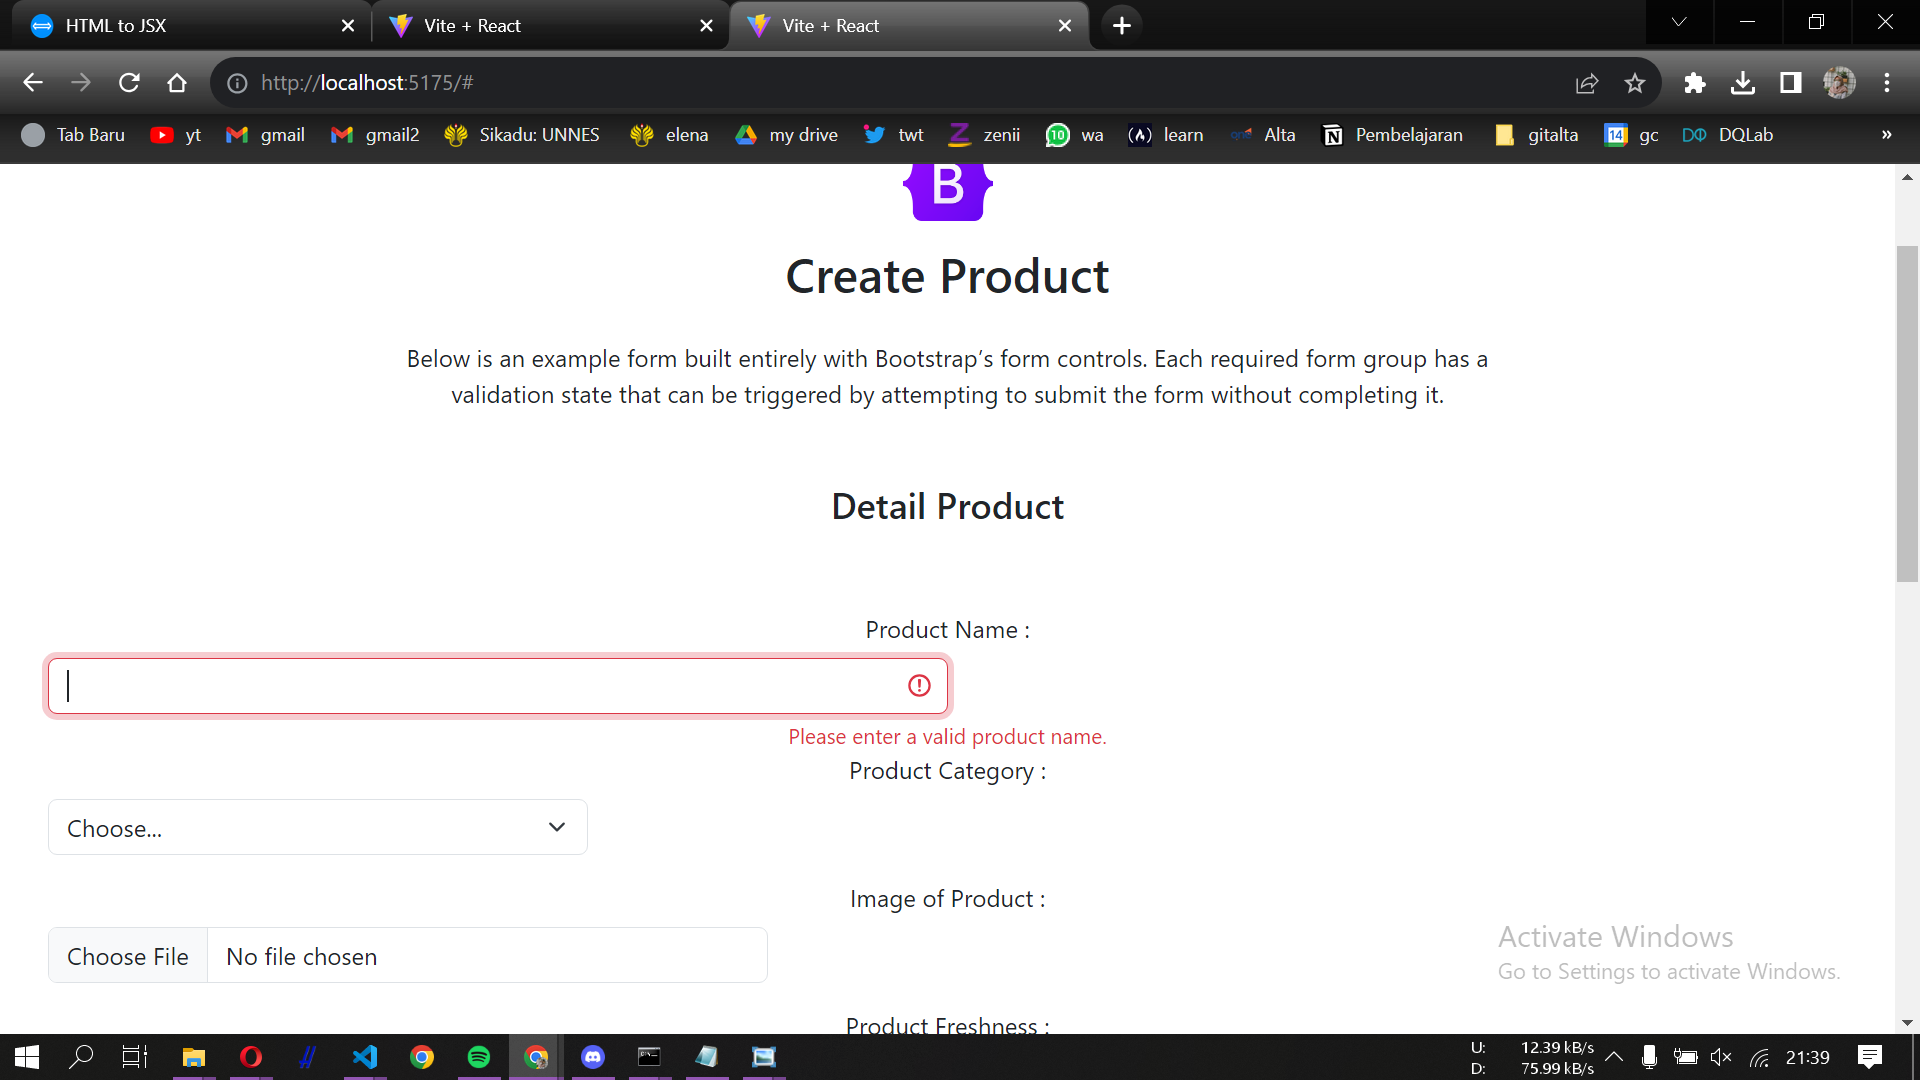 HTML to JSX
Vite + React
Vite + React
http://localhost:5175/#
Tab Baru
yt
gmail
gmail2
Sikadu: UNNES
elena
my drive
twt
zenii
10
wa
learn
Alta
Pembelajaran
gitalta
14
gc
DQLab
»
B
Create Product
Below is an example form built entirely with Bootstrap’s form controls. Each required form group has a
validation state that can be triggered by attempting to submit the form without completing it.
Detail Product
Product Name :
Please enter a valid product name.
Product Category :
Choose...
Image of Product :
Choose File
No file chosen
Product Freshness :
Activate Windows
Go to Settings to activate Windows.
U: 12.39 kB/s
D: 75.99 kB/s
21:39